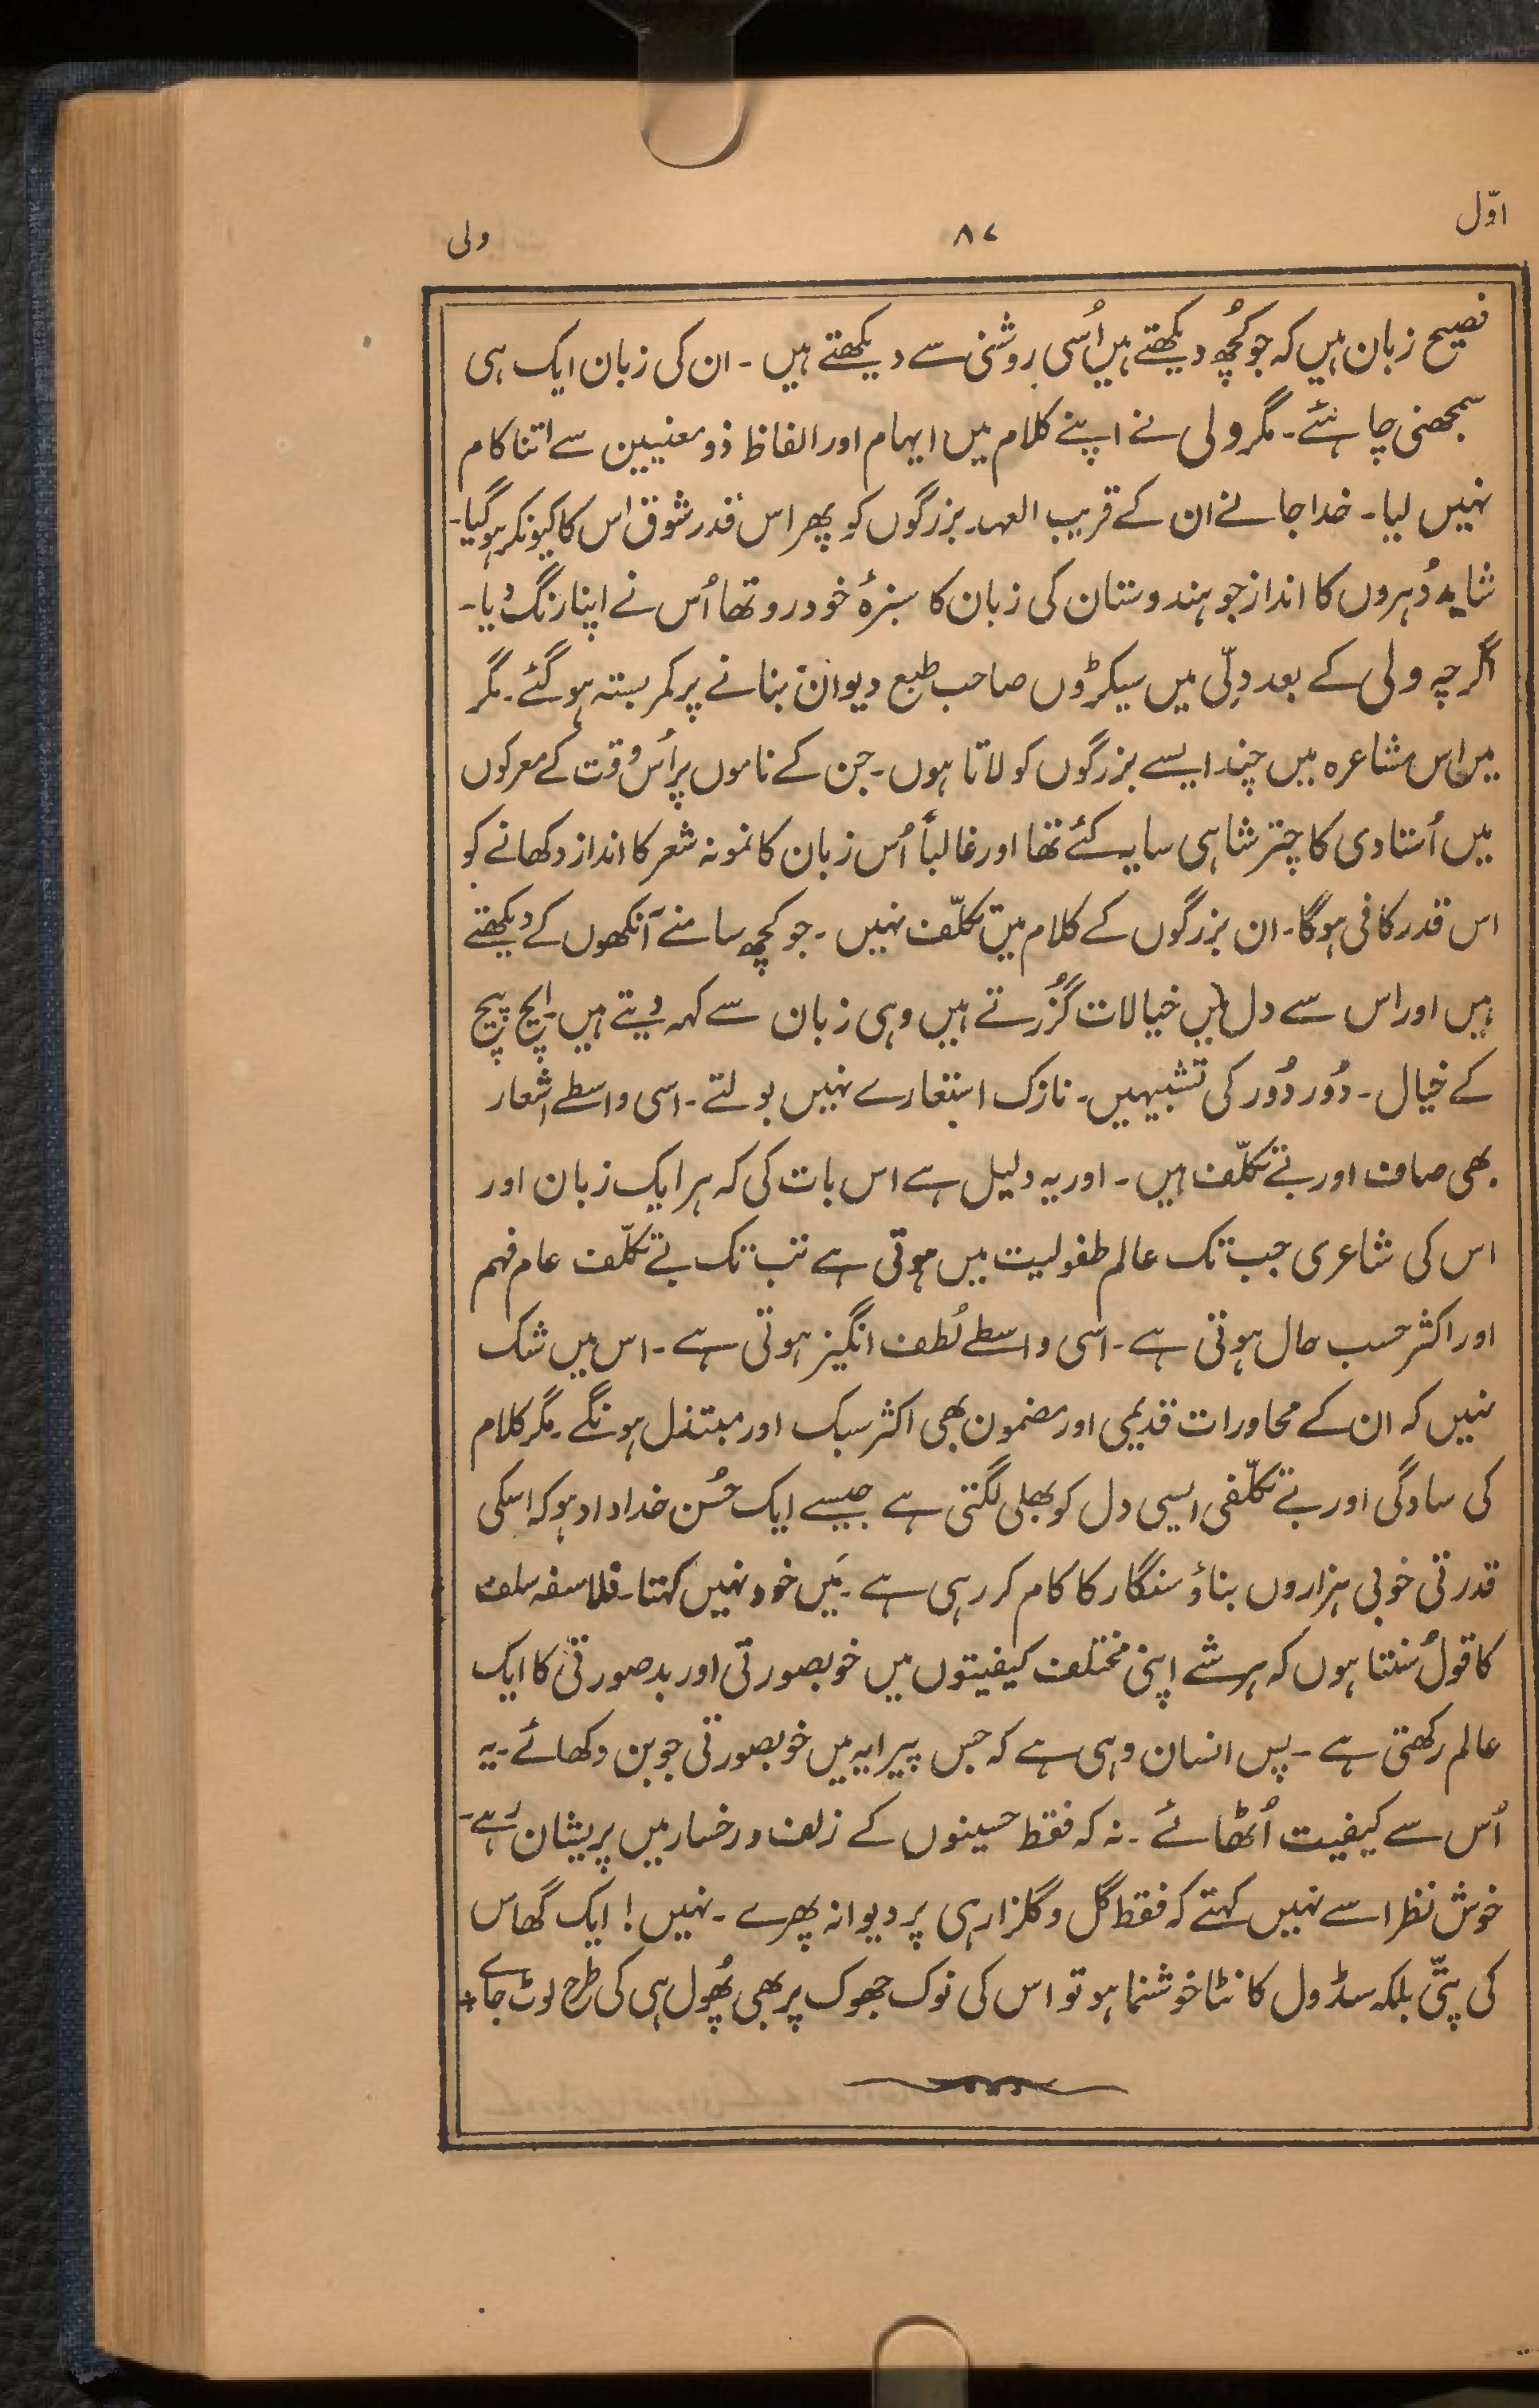 اوّل ۸۷ ولی
فصیح زبان ہیں کہ جو کُچھ دیکھتے ہیں اُسی روشنی سے دیکھتے ہیں ۔ ان کی زبان ایک ہی
سمجھنی چاہئے۔ مگر ولی نے اپنے کلام میں ایہام اور الفاظ ذو معنیین سے اتنا کام
نہیں لیا۔ خدا جانے ان کے قریب العہد بزرگوں کو پھر اس قدر شوق اس کا کیونکر ہو گیا۔
شاید دُہروں کا انداز جو ہندوستان کی زبان کا سبزۂ خودرو تھا اُس نے اپنا رنگ دیا۔
اگرچہ ولی کے بعد دِلّی میں سیکڑوں صاحب طبع دیوان بنانے پر کمر بستہ ہو گئے۔ مگر
میں اس مشاعرہ میں چند ایسے بزرگوں کو لاتا ہوں۔ جن کے ناموں پر اُس وقت کے معرکوں
میں اُستادی کا چتر شاہی سایہ کئے تھا اور غالباً اُس زبان کا نمونہ شعر کا انداز دکھانے کو
اس قدر کافی ہوگا۔ ان بزرگوں کے کلام میں تکلّف نہیں ۔ جو کچھ سامنے آنکھوں کے دیکھتے
ہیں اور اس سے دل میں خیالات گُزرتے ہیں وہی زبان سے کہہ دیتے ہیں۔ ایچ پیچ
کے خیال ۔ دُور دُور کی تشبیہیں۔ نازک استعارے نہیں بولتے ۔ اسی واسطے اشعار
بھی صاف اور بے تکلّف ہیں ۔ اور یہ دلیل ہے اس بات کی کہ ہر ایک زبان اور
اس کی شاعری جب تک عالم طفولیت میں ہوتی ہے تب تک بے تکلّف عام فہم
اور اکثر حسب حال ہوتی ہے ۔ اسی واسطے لُطف انگیز ہوتی ہے ۔ اس میں شک
نہیں کہ ان کے محاورات قدیمی اور مضمون بھی اکثر سبک اور مبتذل ہونگے ۔ مگر کلام
کی سادگی اور بے تکلّفی ایسی دل کو بھلی لگتی ہے جیسے ایک حُسن خداداد ہو کہ اسکی
قدرتی خوبی ہزاروں بناؤ سنگار کا کام کر رہی ہے ۔ مَیں خود نہیں کہتا۔ فلاسفہ سلف
کا قول سُنتا ہوں کہ ہر شے اپنی مختلف کیفیتوں میں خوبصورتی اور بدصورتی کا ایک
عالم رکھتی ہے ۔ پس انسان وہی ہے کہ جس پیرایہ میں خوبصورتی جوبن دکھائے ۔ یہ
اُس سے کیفیت اُٹھائے ۔ نہ کہ فقط حسینوں کے زلف و رخسار میں پریشان رہے ۔
خوش نظر اسے نہیں کہتے کہ فقط گل و گلزار ہی پر دیوانہ پھرے ۔ نہیں ! ایک گھاس
کی پتّی بلکہ سڈول کانٹا خوشنما ہو تو اس کی نوک جھوک پر بھی پُھول ہی کی طرح لوٹ جائے +